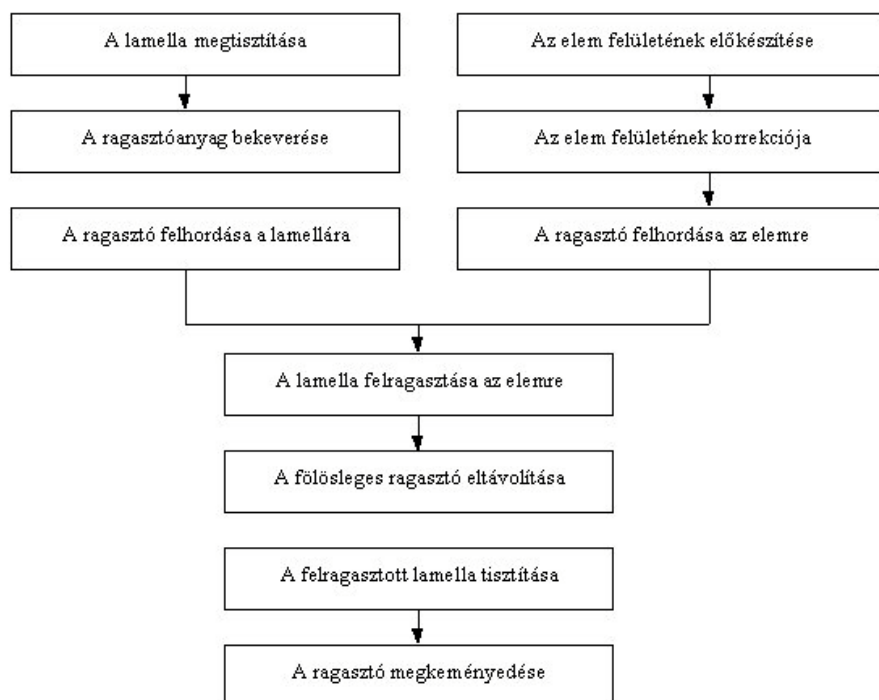 A lamella megtisztítása
Az elem felületének előkészítése
A ragasztóanyag bekeverése
Az elem felületének korrekciója
A ragasztó felhordása a lamellára
A ragasztó felhordása az elemre
A lamella felragasztása az elemre
A fölösleges ragasztó eltávolítása
A felragasztott lamella tisztítása
A ragasztó megkeményedése